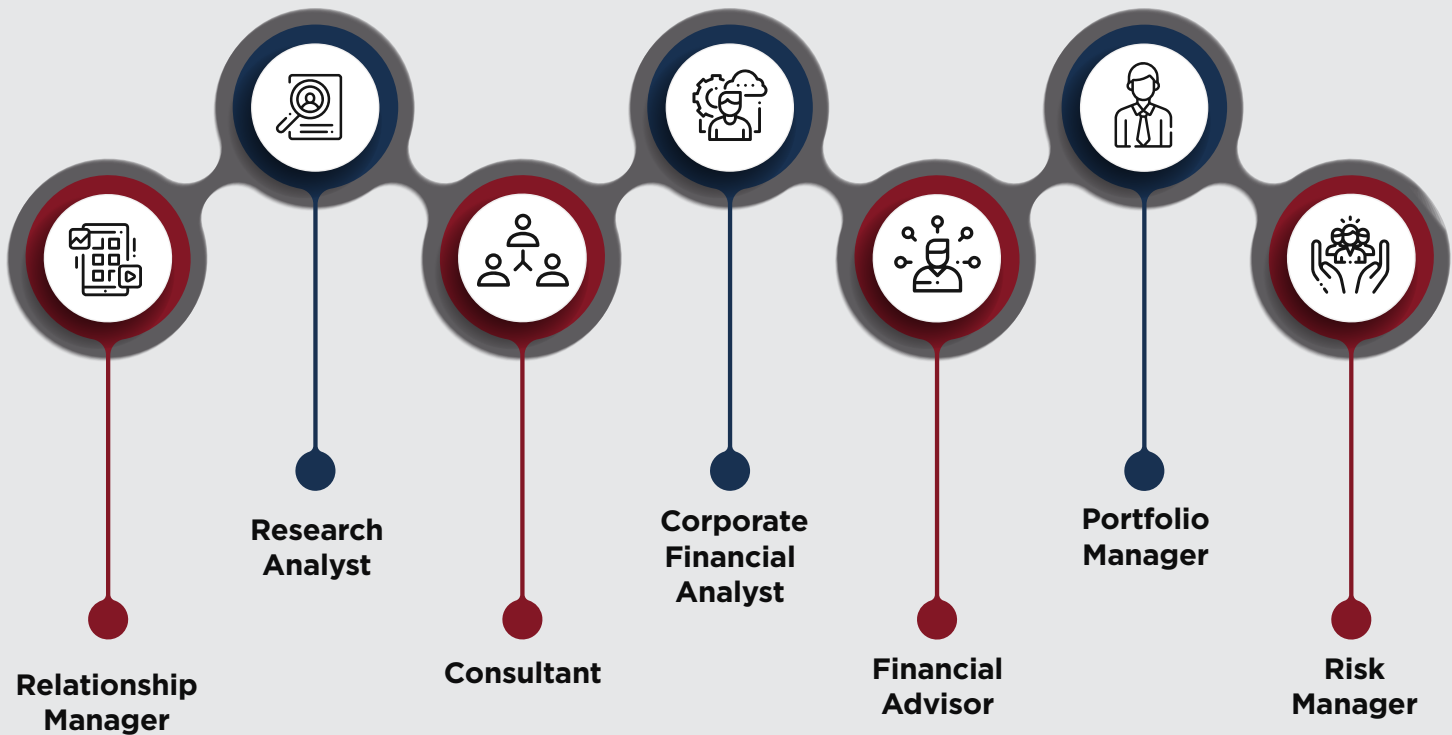 Relationship
Manager
Research
Analyst
Consultant
Corporate
Financial
Analyst
Financial
Advisor
Portfolio
Manager
Risk
Manager